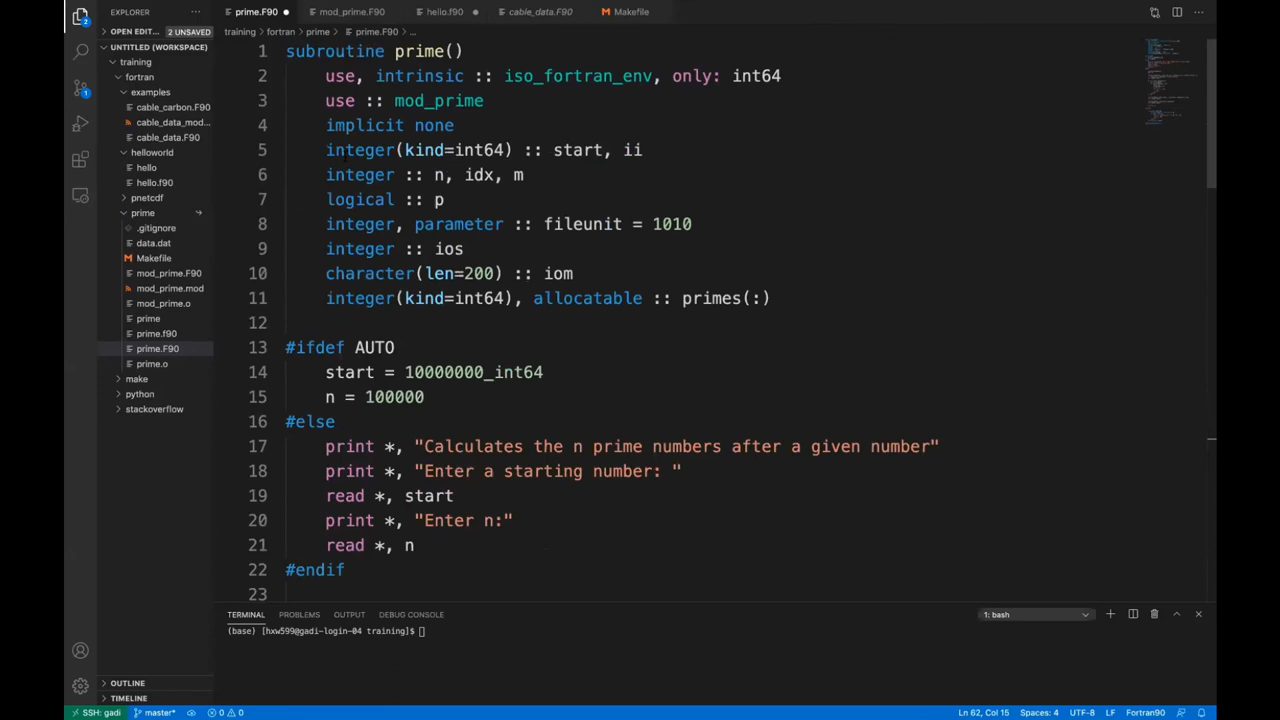 EXPLORER
prime.F90
mod_prime.F90
hello.f90
cable_data.F90
Makefile
OPEN EDIT... 2 UNSAVED
training > fortran > prime > prime.F90 > ...
UNTITLED (WORKSPACE)
training
fortran
examples
cable_carbon.F90
cable_data_mod...
cable_data.F90
helloworld
hello
hello.f90
pnetcdf
prime
.gitignore
data.dat
Makefile
mod_prime.F90
mod_prime.mod
mod_prime.o
prime
prime.f90
prime.F90
prime.o
make
python
stackoverflow
OUTLINE
TIMELINE
1 subroutine prime()
2 use, intrinsic :: iso_fortran_env, only: int64
3 use :: mod_prime
4 implicit none
5 integer(kind=int64) :: start, ii
6 integer :: n, idx, m
7 logical :: p
8 integer, parameter :: fileunit = 1010
9 integer :: ios
10 character(len=200) :: iom
11 integer(kind=int64), allocatable :: primes(:)
12
13 #ifdef AUTO
14 start = 10000000_int64
15 n = 100000
16 #else
17 print *, "Calculates the n prime numbers after a given number"
18 print *, "Enter a starting number: "
19 read *, start
20 print *, "Enter n:"
21 read *, n
22 #endif
23
TERMINAL PROBLEMS OUTPUT DEBUG CONSOLE
1: bash
(base) [hxw599@gadi-login-04 training]$
SSH: gadi master* 0 0
Ln 62, Col 15 Spaces: 4 UTF-8 LF Fortran90